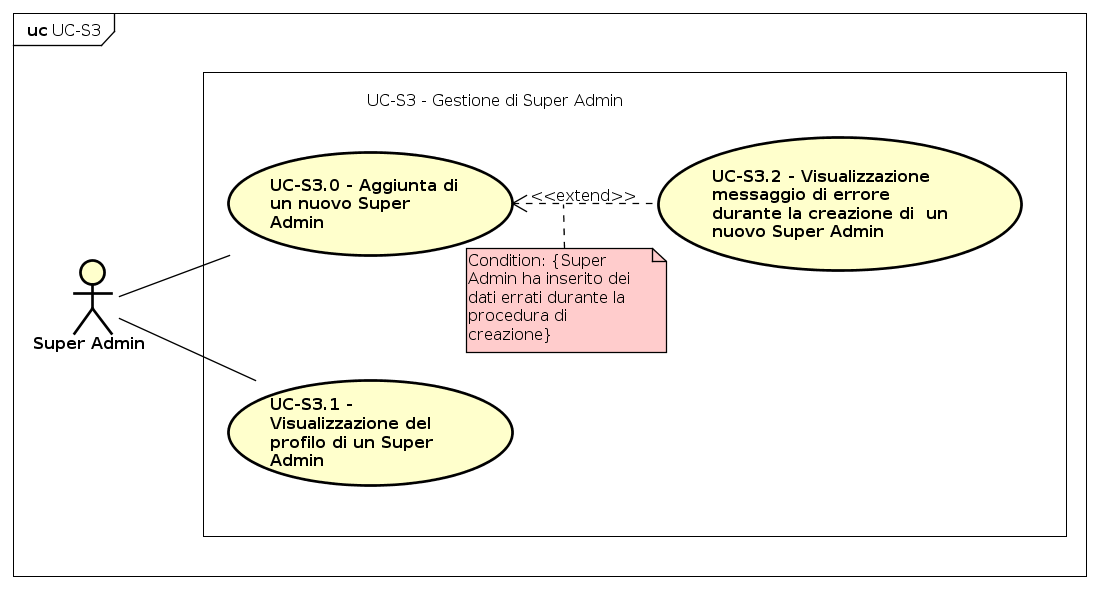 uc UC-S3
UC-S3 - Gestione di Super Admin
UC-S3.0 - Aggiunta di
un nuovo Super
Admin
<<extend>>
UC-S3.2 - Visualizzazione
messaggio di errore
durante la creazione di  un
nuovo Super Admin
Condition: {Super
Admin ha inserito dei
dati errati durante la
procedura di
creazione}
Super Admin
UC-S3.1 -
Visualizzazione del
profilo di un Super
Admin